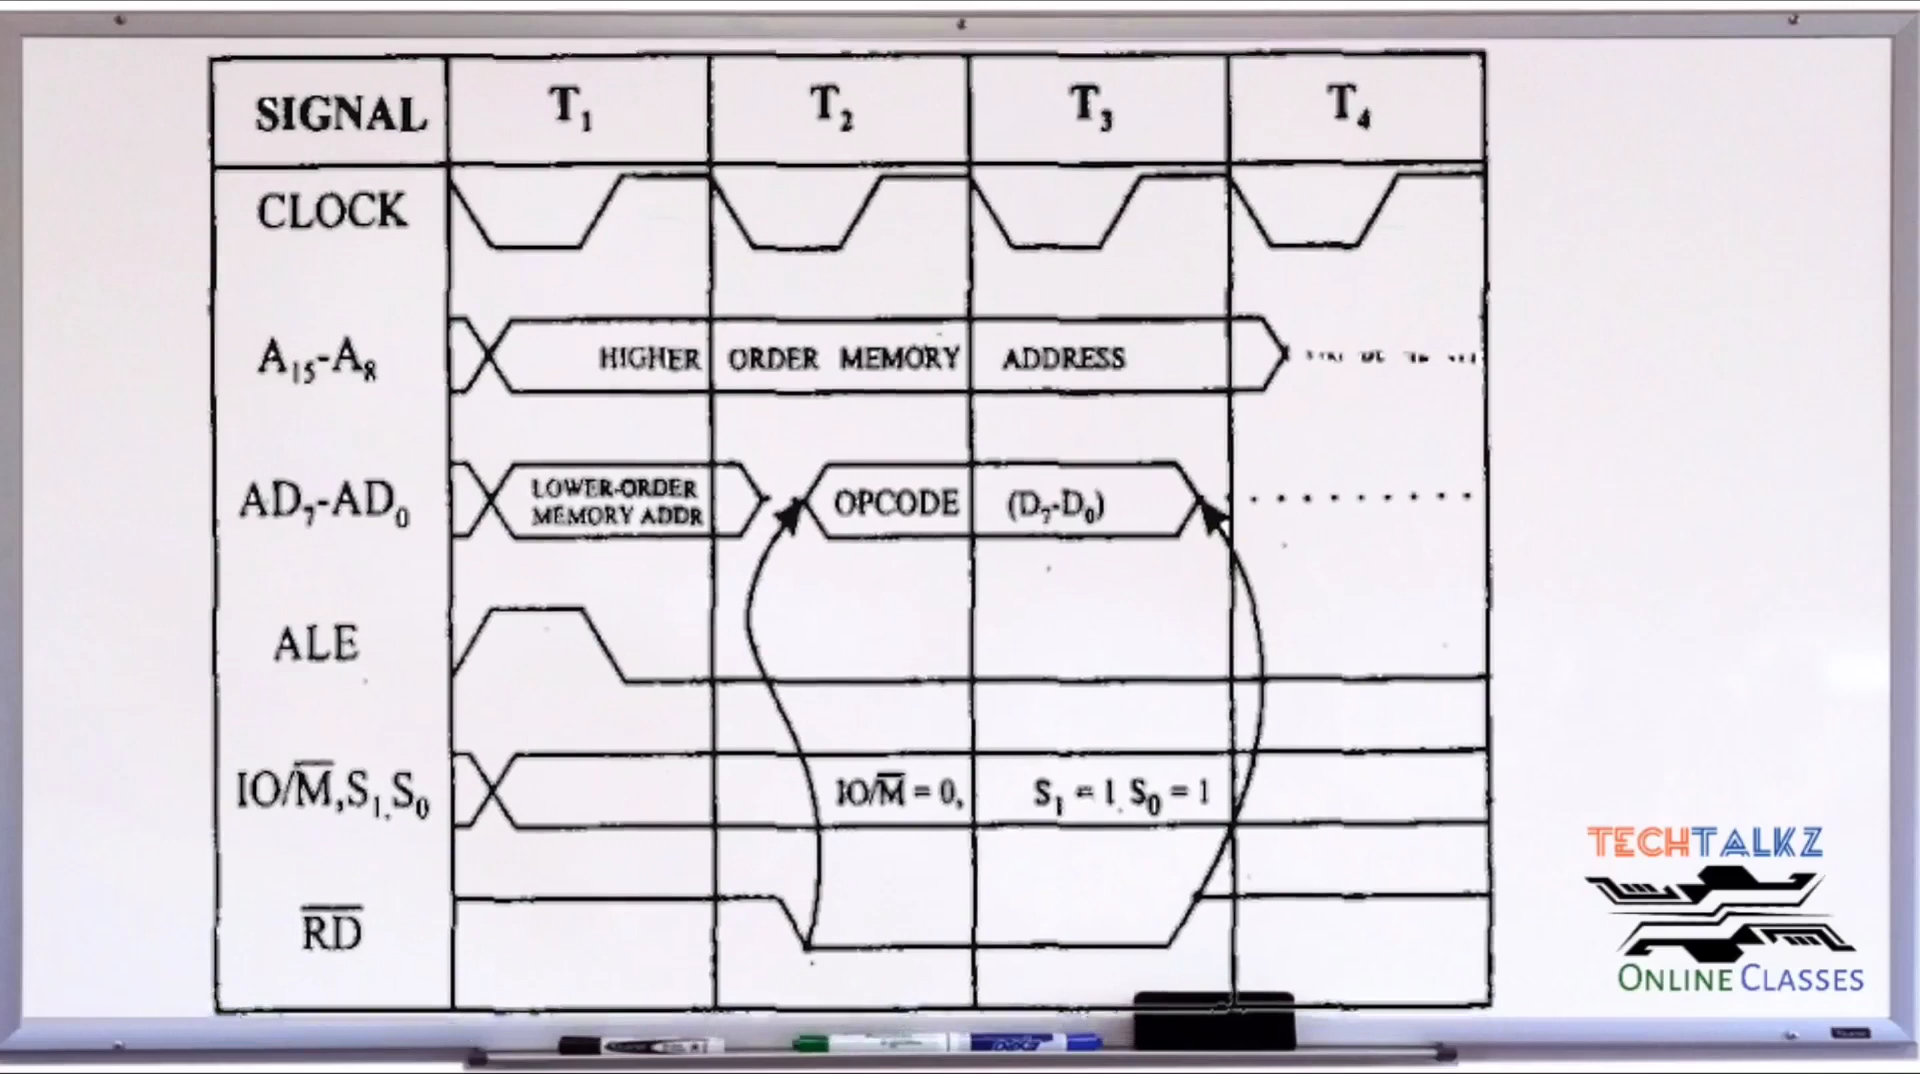 SIGNAL T₁ T₂ T₃ T₄
CLOCK
A₁₅-A₈ HIGHER ORDER MEMORY ADDRESS
AD₇-AD₀ LOWER-ORDER MEMORY ADDR OPCODE (D₇-D₀)
ALE
IO/M̅,S₁,S₀ IO/M̅ = 0, S₁ = 1, S₀ = 1
R̅D̅
TECHTALKZ
ONLINE CLASSES